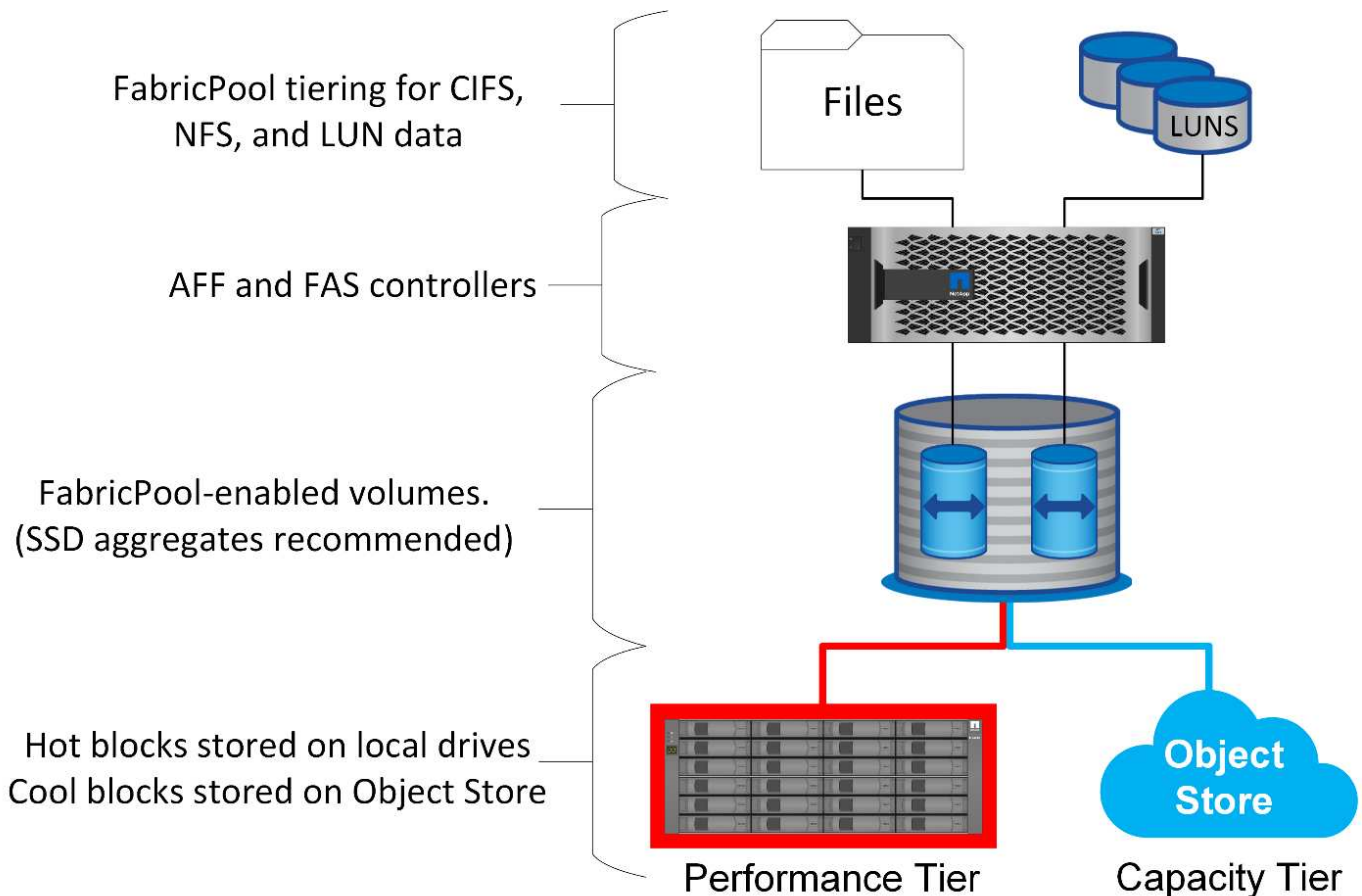 FabricPool tiering for CIFS,
NFS, and LUN data
Files
LUNS
AFF and FAS controllers
NetApp
FabricPool-enabled volumes.
(SSD aggregates recommended)
Hot blocks stored on local drives
Cool blocks stored on Object Store
Object
Store
Performance Tier
Capacity Tier